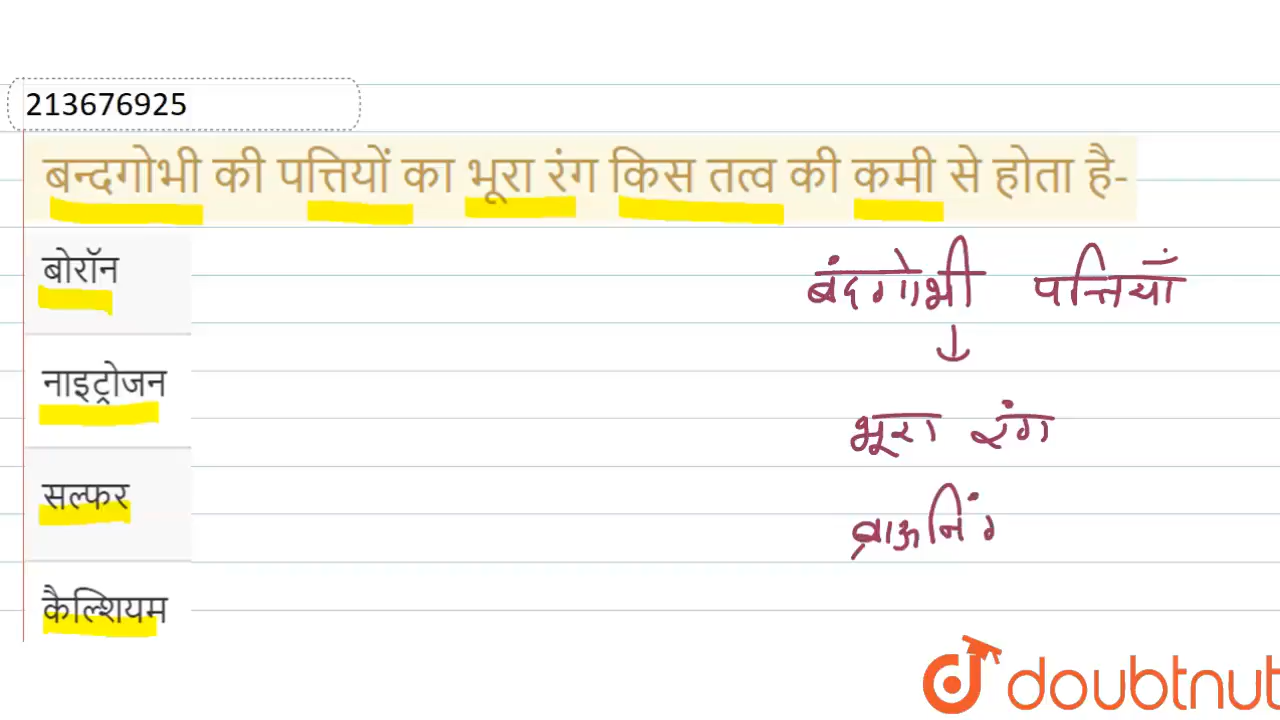 213676925
बन्दगोभी की पत्तियों का भूरा रंग किस तत्व की कमी से होता है-
बोरॉन
नाइट्रोजन
सल्फर
कैल्शियम
बंदगोभी पत्तियाँ
↓
भूरा रंग
ब्राऊनिंग
doubtnut